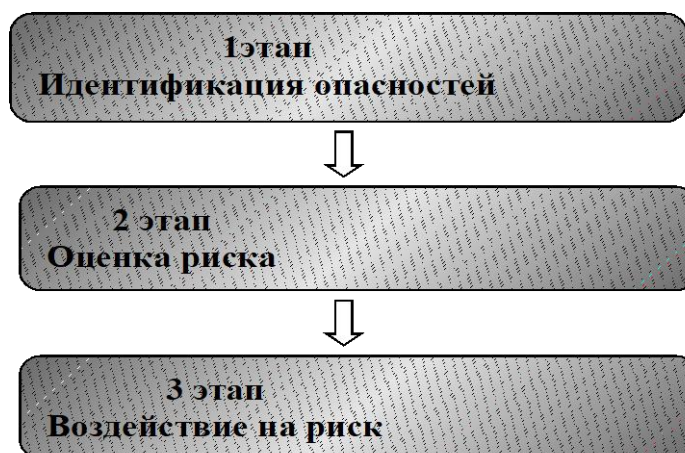 1этап
Идентификация опасностей
2 этап
Оценка риска
3 этап
Воздействие на риск